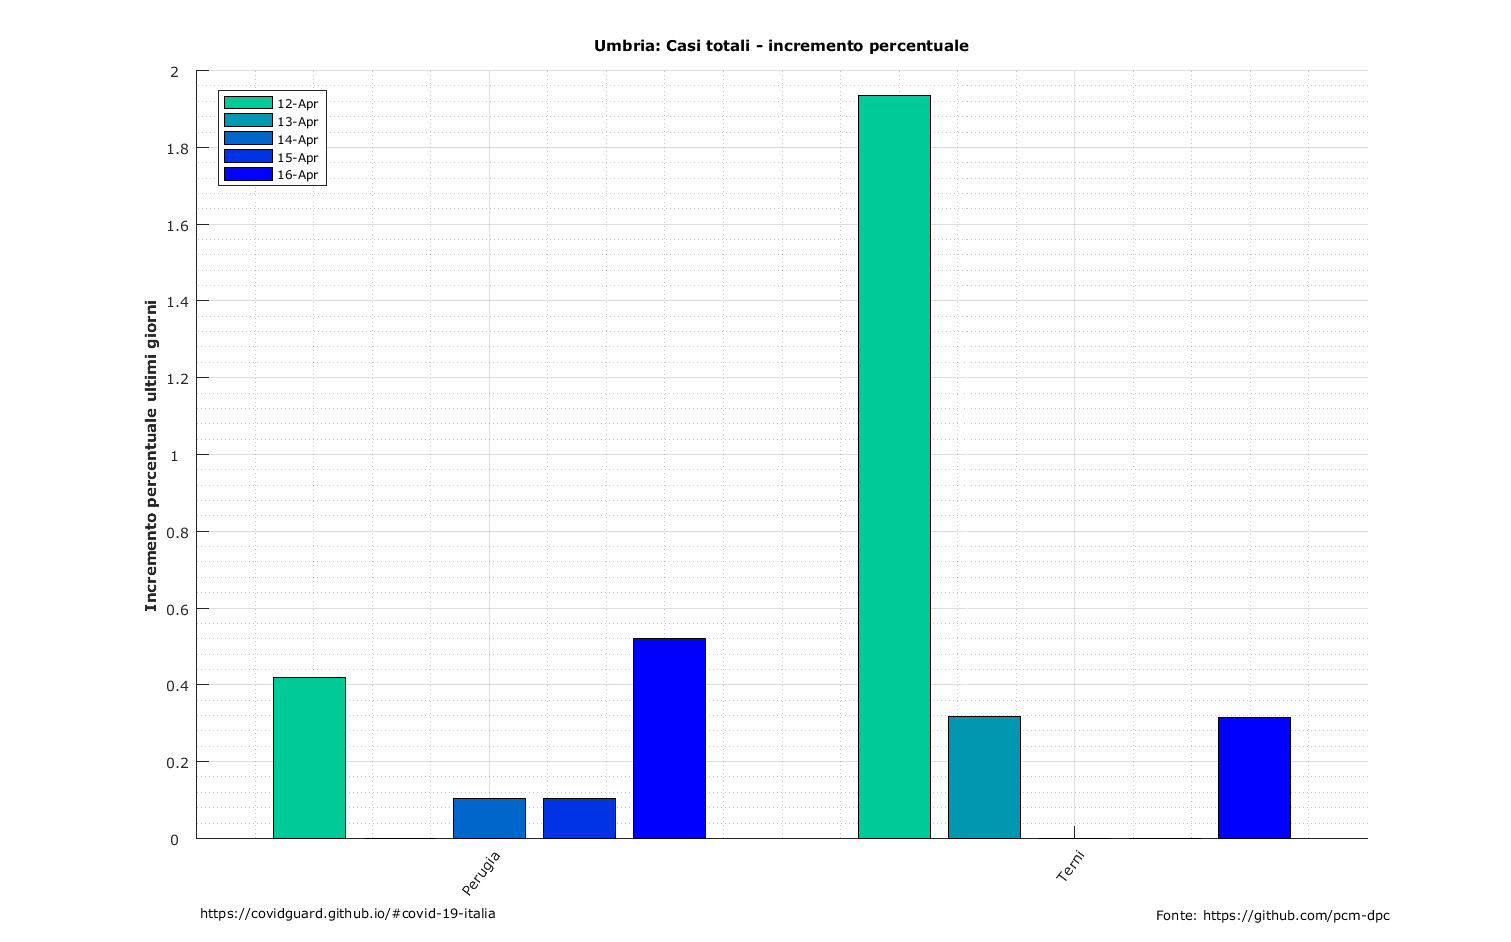 Umbria: Casi totali - incremento percentuale
12-Apr
13-Apr
14-Apr
15-Apr
16-Apr
Incremento percentuale ultimi giorni
2
1.8
1.6
1.4
1.2
1
0.8
0.6
0.4
0.2
0
Perugia
Terni
https://covidguard.github.io/#covid-19-italia
Fonte: https://github.com/pcm-dpc